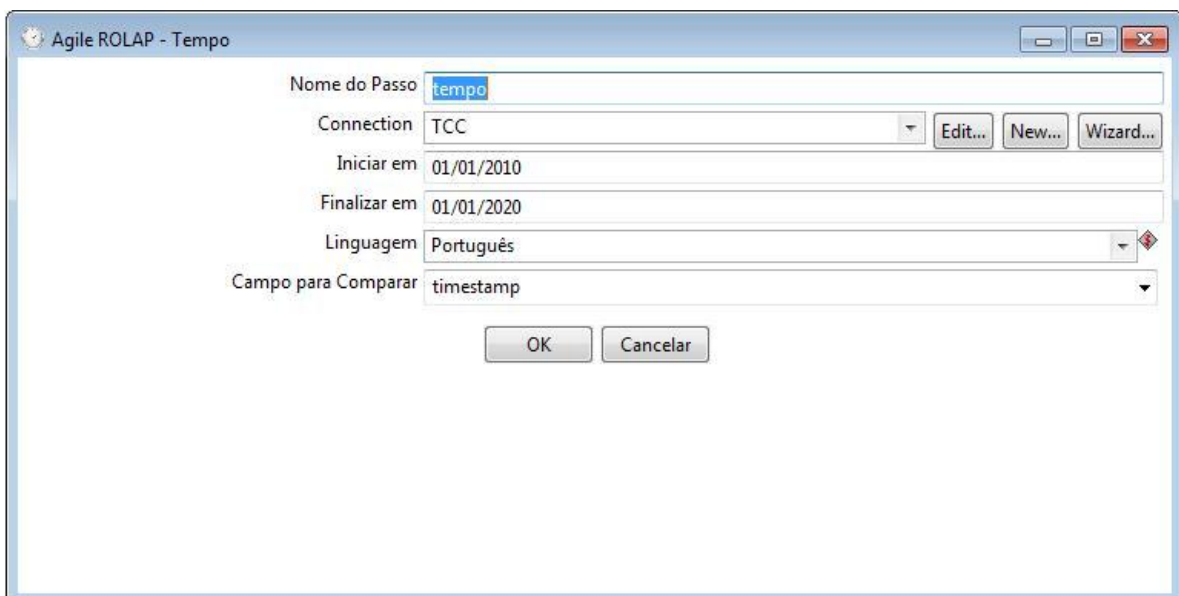 Agile ROLAP - Tempo
Nome do Passo tempo
Connection TCC Edit... New... Wizard...
Iniciar em 01/01/2010
Finalizar em 01/01/2020
Linguagem Português
Campo para Comparar timestamp
OK Cancelar